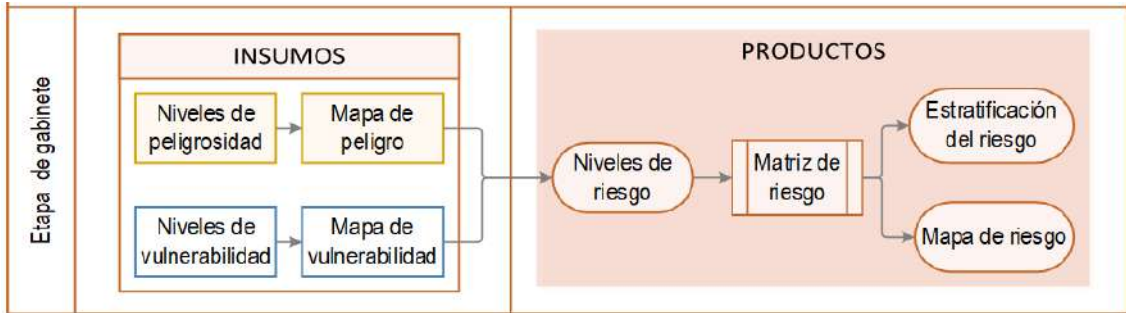 Etapa de gabinete
INSUMOS
Niveles de
peligrosidad
Mapa de
peligro
Niveles de
vulnerabilidad
Mapa de
vulnerabilidad
PRODUCTOS
Niveles de
riesgo
Matriz de
riesgo
Estratificación
del riesgo
Mapa de riesgo